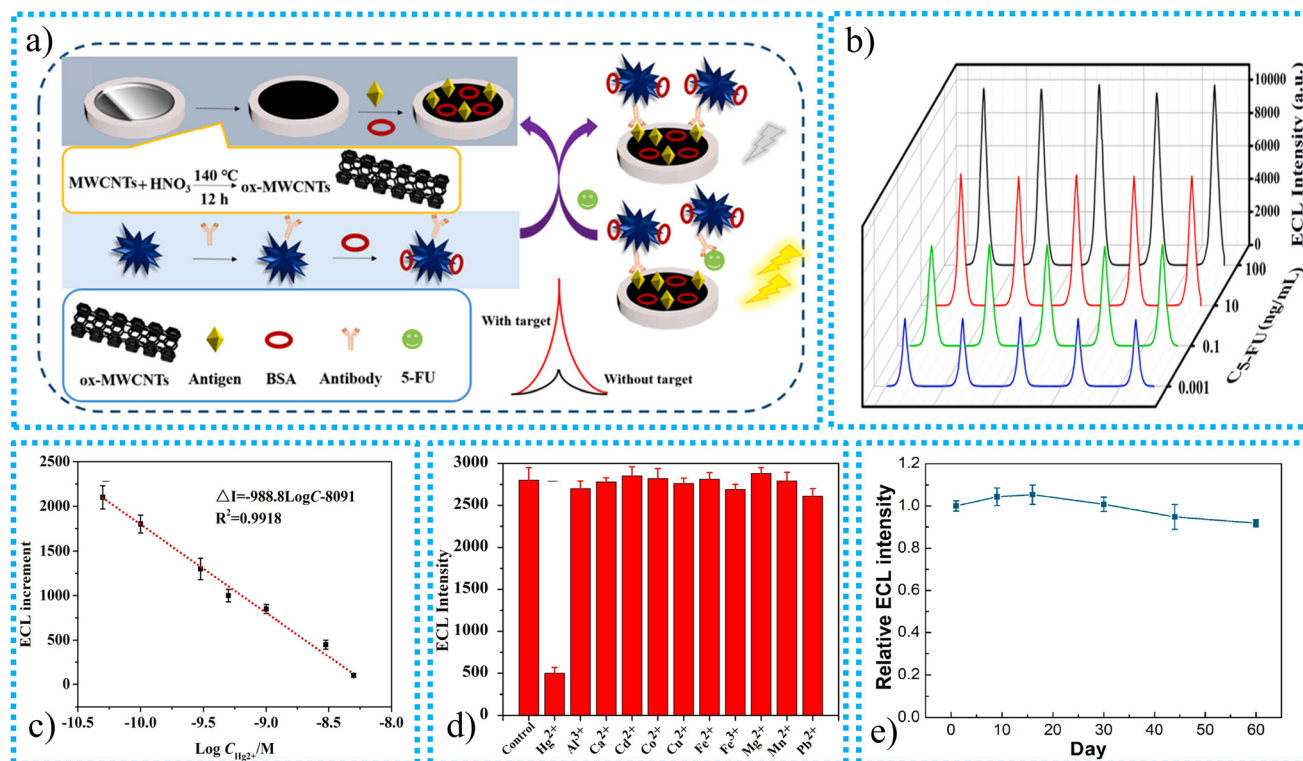 a)
MWCNTs+HNO3 140 °C 12 h ox-MWCNTs
With target
Without target
ox-MWCNTs Antigen BSA Antibody 5-FU
b)
10000
8000
6000
4000
2000
0
ECL Intensity (a.u.)
100
10
0.1
0.001
C5-FU(ng/mL)
2500
2000
1500
1000
500
0
ECL increment
△I=-988.8LogC-8091
R²=0.9918
-10.5 -10.0 -9.5 -9.0 -8.5 -8.0
Log C Hg2+/M
c)
3000
2500
2000
1500
1000
500
0
ECL Intensity
Control Hg2+ Al3+ Ca2+ Cd2+ Co2+ Cu2+ Fe2+ Fe3+ Mg2+ Mn2+ Pb2+
d)
1.2
1.0
0.8
0.6
0.4
0.2
0.0
Relative ECL intensity
0 10 20 30 40 50 60
Day
e)